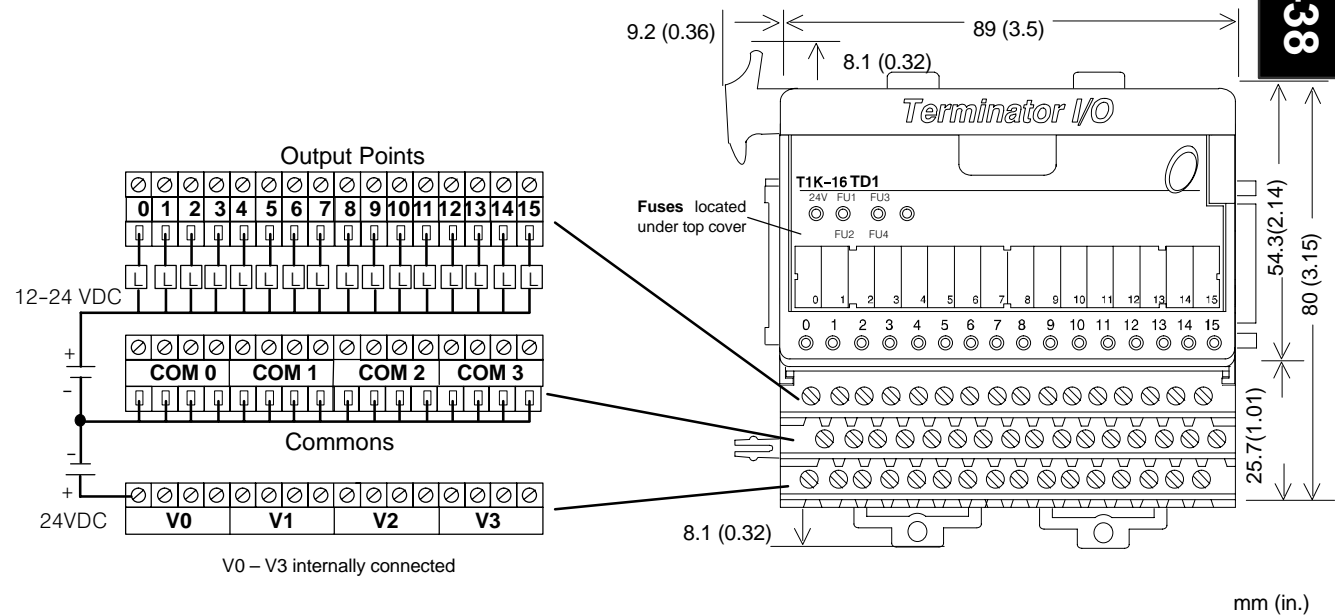 Output Points
0 1 2 3 4 5 6 7 8 9 10 11 12 13 14 15
L L L L L L L L L L L L L L L L
12–24 VDC
+
–
COM 0 COM 1 COM 2 COM 3
Commons
–
+
24VDC
V0 V1 V2 V3
V0 – V3 internally connected
9.2 (0.36)
89 (3.5)
8.1 (0.32)
38
Terminator I/O
T1K–16TD1
24V FU1 FU3
FU2 FU4
Fuses located
under top cover
0 1 2 3 4 5 6 7 8 9 10 11 12 13 14 15
0 1 2 3 4 5 6 7 8 9 10 11 12 13 14 15
54.3(2.14)
80 (3.15)
25.7(1.01)
8.1 (0.32)
mm (in.)